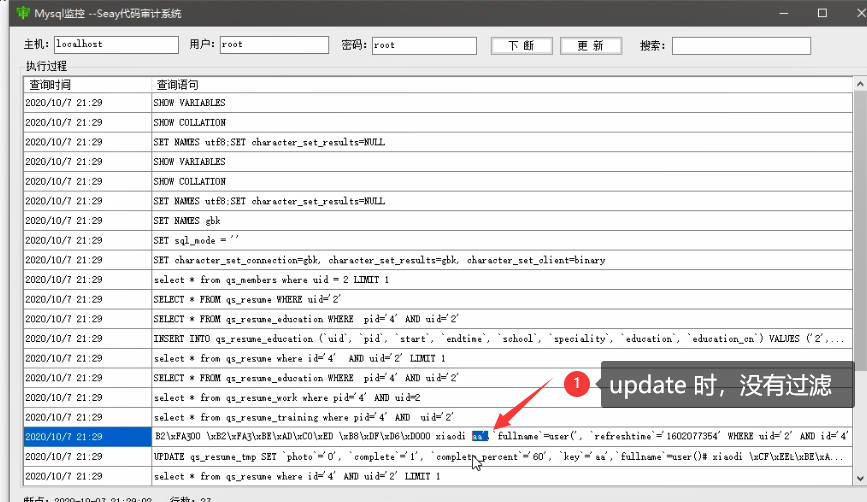 Mysql监控 --Seay代码审计系统
主机: localhost 用户: root 密码: root 下 断 更 新 搜索:
执行过程
查询时间 查询语句
2020/10/7 21:29 SHOW VARIABLES
2020/10/7 21:29 SHOW COLLATION
2020/10/7 21:29 SET NAMES utf8;SET character_set_results=NULL
2020/10/7 21:29 SHOW VARIABLES
2020/10/7 21:29 SHOW COLLATION
2020/10/7 21:29 SET NAMES utf8;SET character_set_results=NULL
2020/10/7 21:29 SET NAMES gbk
2020/10/7 21:29 SET sql_mode = ''
2020/10/7 21:29 SET character_set_connection=gbk, character_set_results=gbk, character_set_client=binary
2020/10/7 21:29 select * from qs_members where uid = 2 LIMIT 1
2020/10/7 21:29 SELECT * FROM qs_resume WHERE uid='2'
2020/10/7 21:29 SELECT * FROM qs_resume_education WHERE  pid='4' AND uid='2'
2020/10/7 21:29 INSERT INTO qs_resume_education (`uid`, `pid`, `start`, `endtime`, `school`, `speciality`, `education`, `education_cn`) VALUES ('2',...
2020/10/7 21:29 select * from qs_resume where id='4'  AND uid='2' LIMIT 1
2020/10/7 21:29 SELECT * FROM qs_resume_education WHERE  pid='4' AND uid='2'
2020/10/7 21:29 select * from qs_resume_work where pid='4' AND uid=2
2020/10/7 21:29 select * from qs_resume_training where pid='4' AND  uid='2'
2020/10/7 21:29 B2\xFA300 \xB2\xFA3\xBE\xAD\xC0\xED \xB8\xDF\xD6\xD000 xiaodi aa', `fullname`=user(', `refreshtime`='1602077354' WHERE uid='2' AND id='4'
2020/10/7 21:29 UPDATE qs_resume_tmp SET `photo`='0', `complete`='1', `complete_percent`='60', `key`='aa',`fullname`=user()# xiaodi \xCF\xEEt\xBE\xA...
2020/10/7 21:29 select * from qs_resume where id='4' AND uid='2' LIMIT 1
1 update 时，没有过滤
断点: 2020-10-07 21:29:02 行数: 27